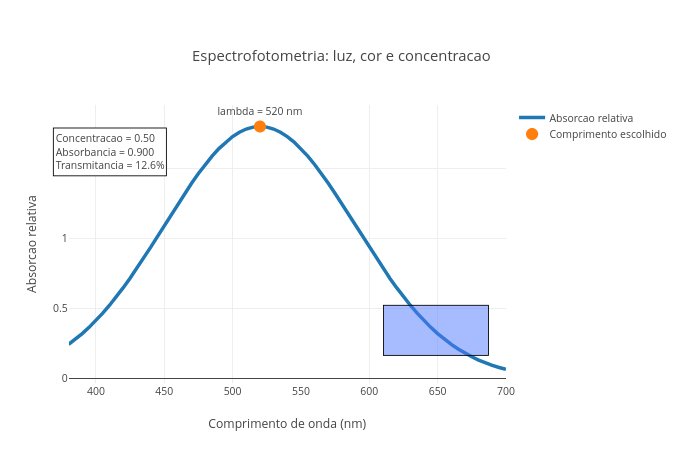 Espectrofotometria: luz, cor e concentracao
lambda = 520 nm
Concentracao = 0.50
Absorbancia = 0.900
Transmitancia = 12.6%
Absorcao relativa
Comprimento escolhido
Absorcao relativa
1
0.5
0
400
450
500
550
600
650
700
Comprimento de onda (nm)